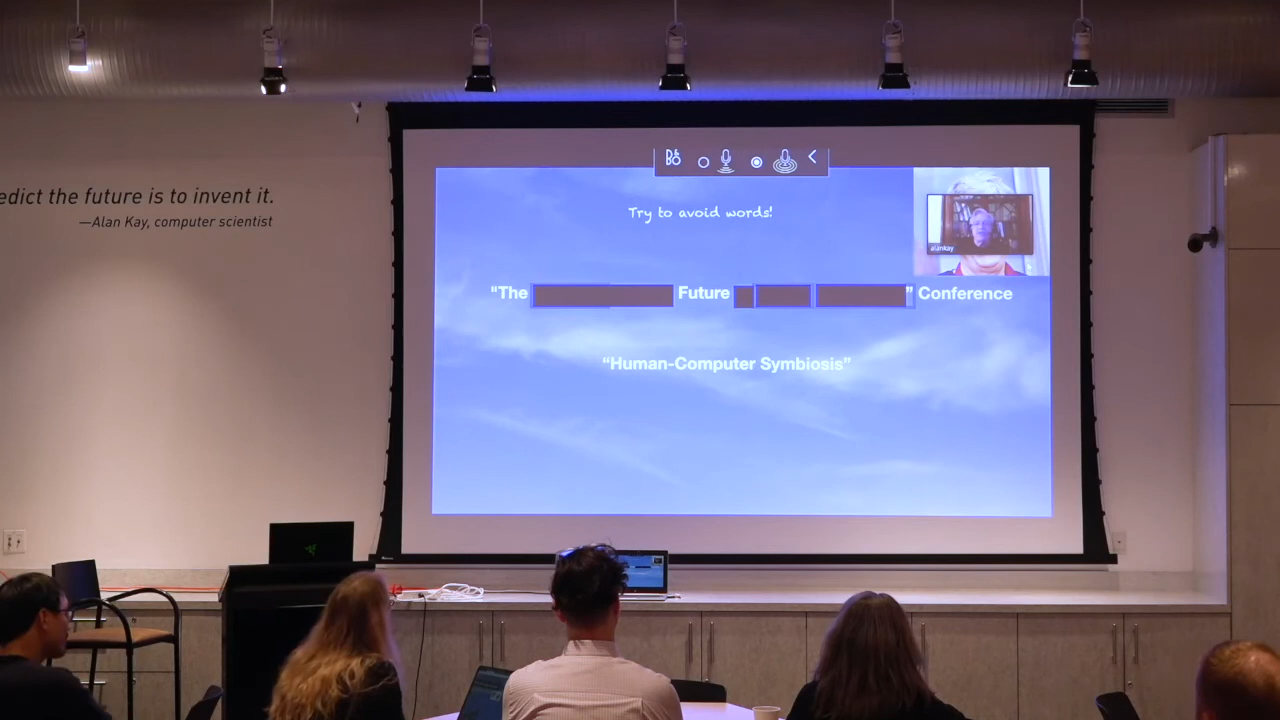 edict the future is to invent it.
—Alan Kay, computer scientist
B&O
Try to avoid words!
alankay
“The Future ” Conference
“Human-Computer Symbiosis”